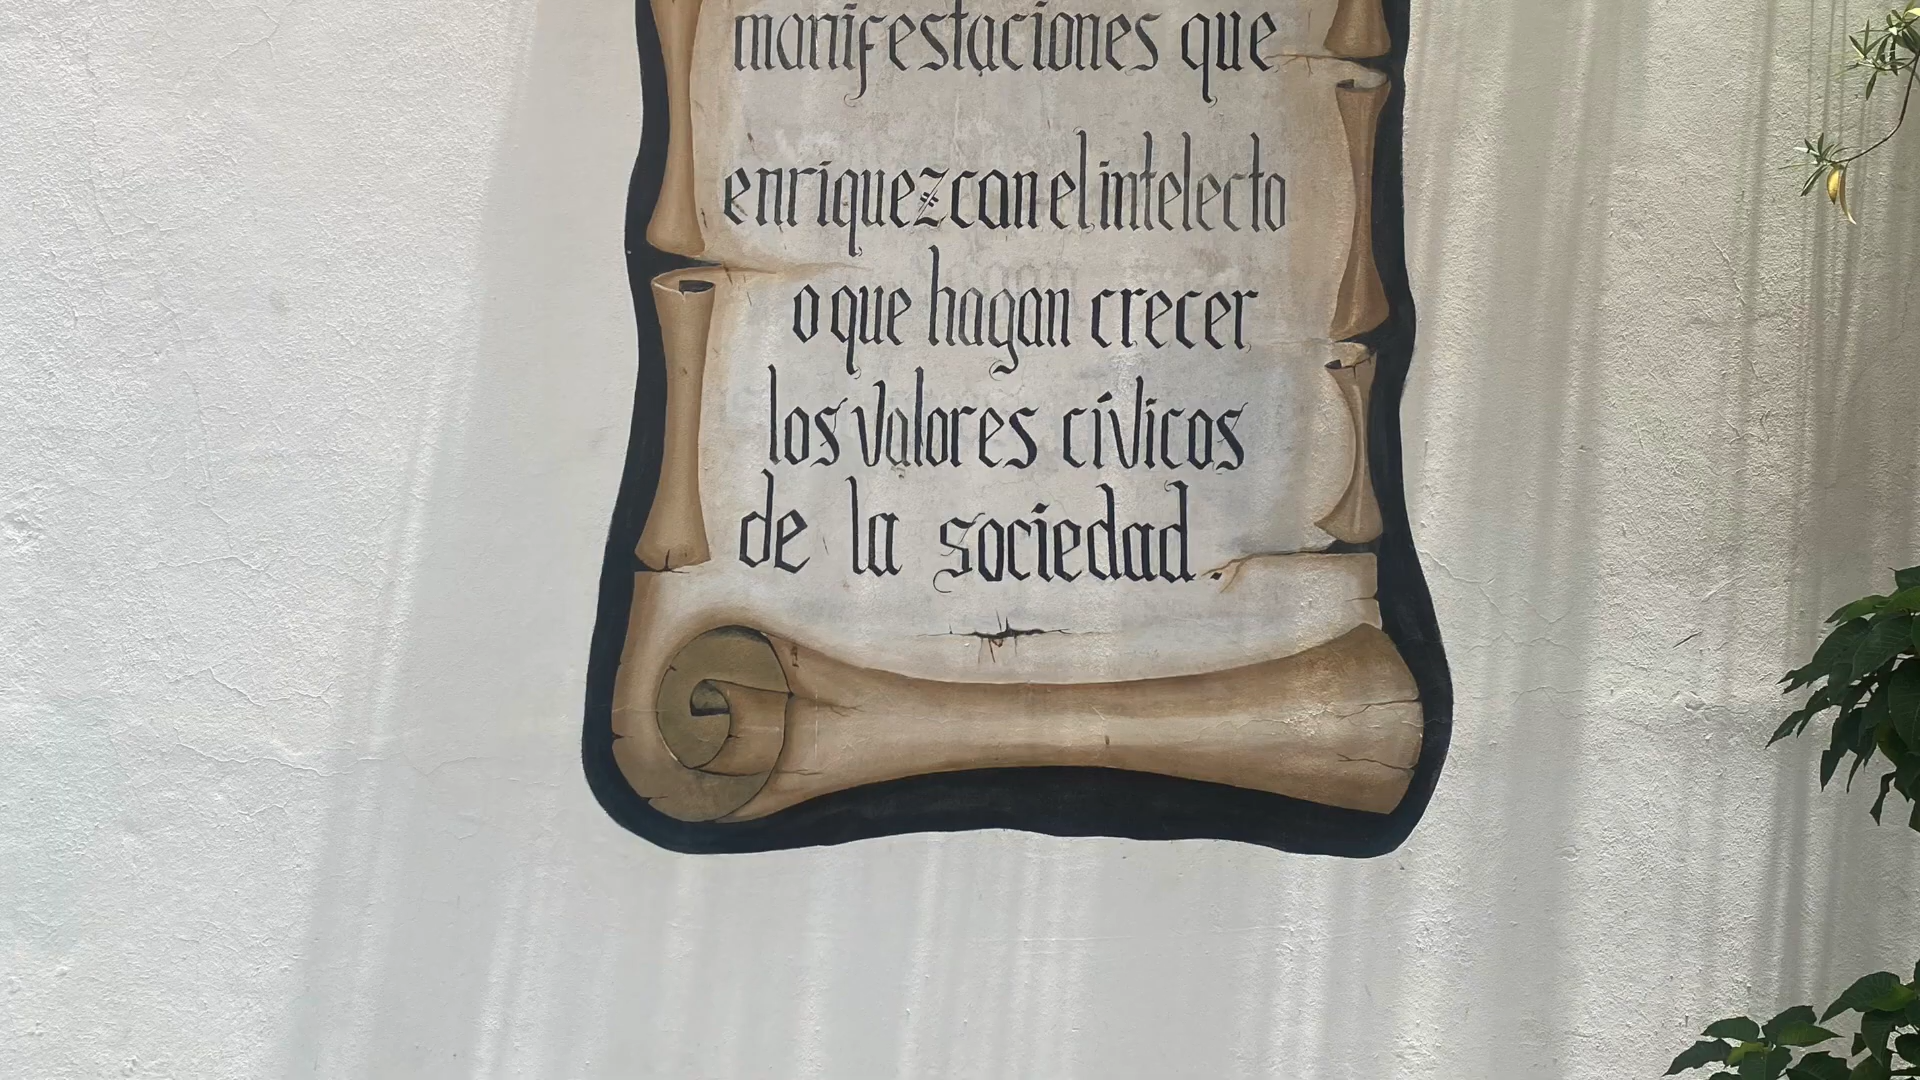 manifestaciones que
enriquezcan el intelecto
o que hagan crecer
los valores cívicos
de la sociedad.